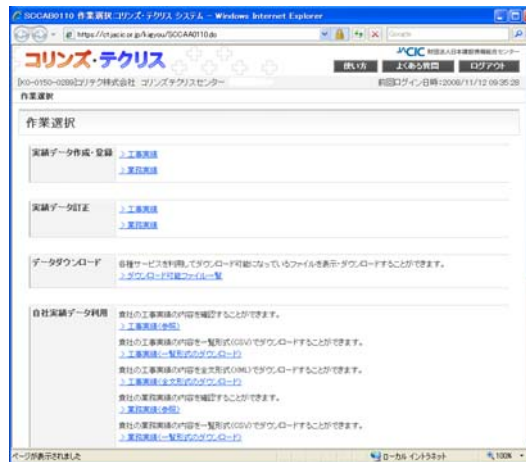 SCCAB0110 作業選択:コリンズ・テクリス システム - Windows Internet Explorer
Google
コリンズ・テクリス
JACIC 財団法人日本建設情報総合センター
使い方 よくある質問 ログアウト
前回ログイン日時:2008/11/12 09:35:28
作業選択
作業選択
実績データ作成・登録
> 工事実績
> 業務実績
実績データ訂正
> 工事実績
> 業務実績
データダウンロード
各種サービスを利用してダウンロード可能になっているファイルを表示・ダウンロードすることができます。
> ダウンロード可能ファイル一覧
自社実績データ利用
貴社の工事実績の内容を確認することができます。
> 工事実績(参照)
貴社の工事実績の内容を一覧形式(CSV)でダウンロードすることができます。
> 工事実績(一覧形式のダウンロード)
貴社の工事実績の内容を全文形式(XML)でダウンロードすることができます。
> 工事実績(全文形式のダウンロード)
貴社の業務実績の内容を確認することができます。
> 業務実績(参照)
貴社の業務実績の内容を一覧形式(CSV)でダウンロードすることができます。
> 業務実績(一覧形式のダウンロード)
ページが表示されました
ローカル イントラネット
100%